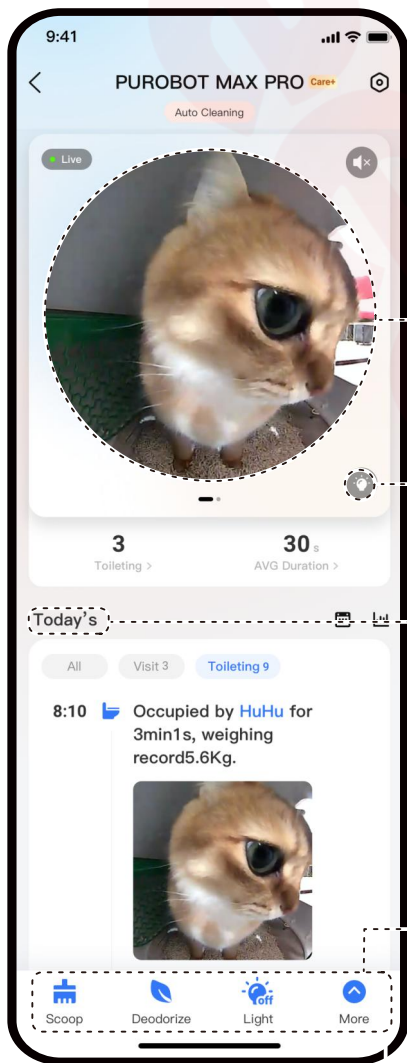 9:41
PUROBOT MAX PRO Care+
Auto Cleaning
Live
3
Toileting >
30 s
AVG Duration >
Today's
All
Visit 3
Toileting 9
8:10
Occupied by HuHu for
3min1s, weighing
record5.6Kg.
off
Scoop
Deodorize
Light
More